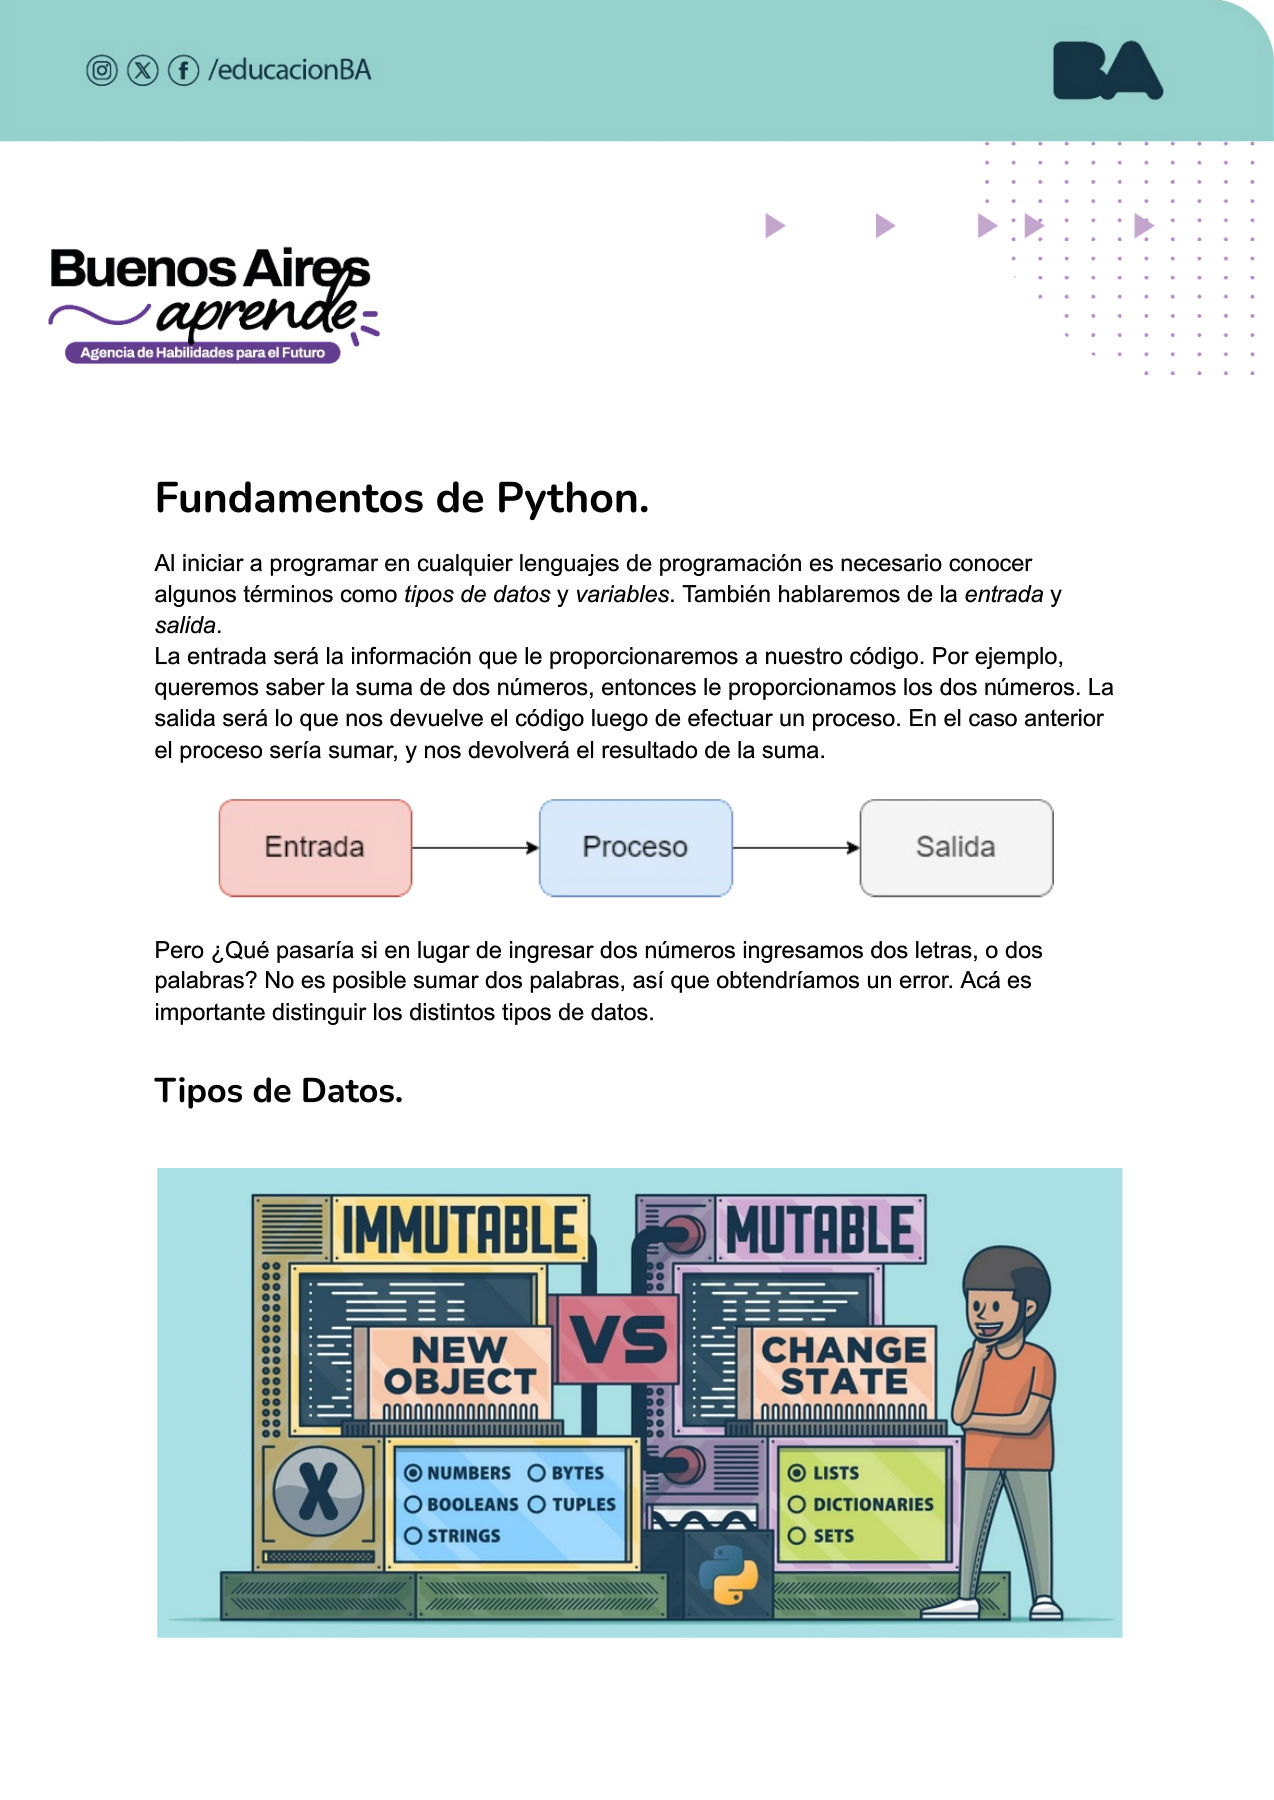 /educacionBA
BA
Buenos Aires
aprende
Agencia de Habilidades para el Futuro
Fundamentos de Python.
Al iniciar a programar en cualquier lenguajes de programación es necesario conocer
algunos términos como tipos de datos y variables. También hablaremos de la entrada y
salida.
La entrada será la información que le proporcionaremos a nuestro código. Por ejemplo,
queremos saber la suma de dos números, entonces le proporcionamos los dos números. La
salida será lo que nos devuelve el código luego de efectuar un proceso. En el caso anterior
el proceso sería sumar, y nos devolverá el resultado de la suma.
Entrada Proceso Salida
Pero ¿Qué pasaría si en lugar de ingresar dos números ingresamos dos letras, o dos
palabras? No es posible sumar dos palabras, así que obtendríamos un error. Acá es
importante distinguir los distintos tipos de datos.
Tipos de Datos.
IMMUTABLE
NEW
OBJECT
X
NUMBERS BYTES
BOOLEANS TUPLES
STRINGS
VS
MUTABLE
CHANGE
STATE
LISTS
DICTIONARIES
SETS